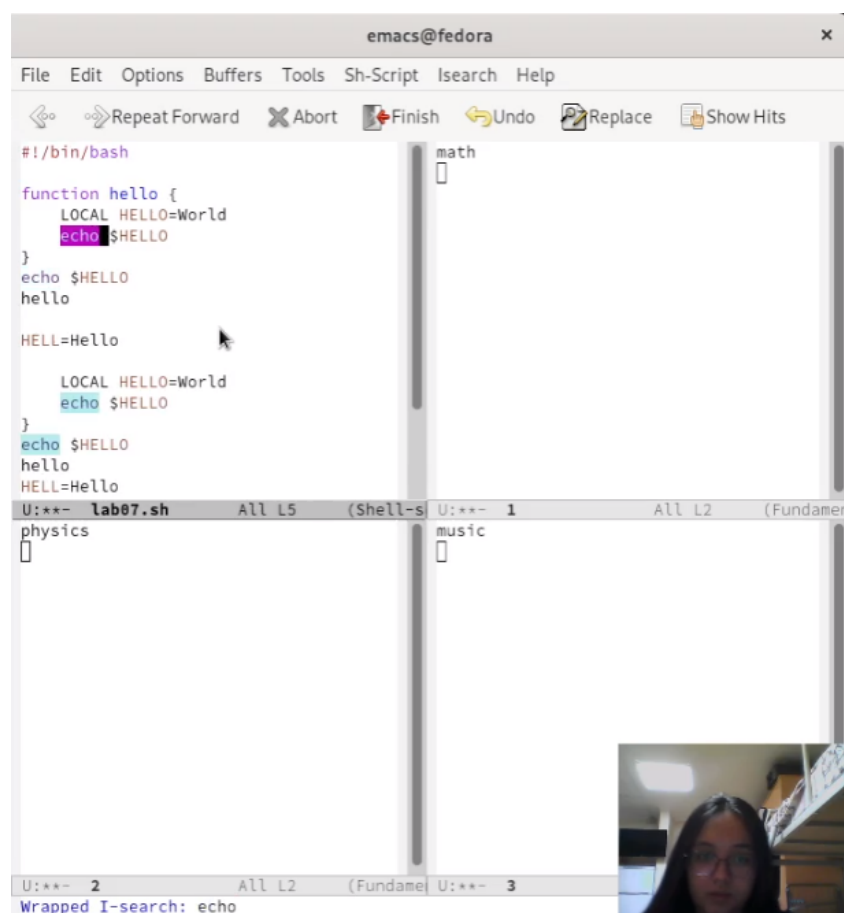 emacs@fedora ×
File Edit Options Buffers Tools Sh-Script Isearch Help
Repeat Forward Abort Finish Undo Replace Show Hits
#!/bin/bash
function hello {
LOCAL HELLO=World
echo $HELLO
}
echo $HELLO
hello
HELL=Hello
LOCAL HELLO=World
echo $HELLO
}
echo $HELLO
hello
HELL=Hello
U:**- lab07.sh All L5 (Shell-s
math
U:**- 1 All L2 (Fundamen
physics
U:**- 2 All L2 (Fundame
music
U:**- 3
Wrapped I-search: echo